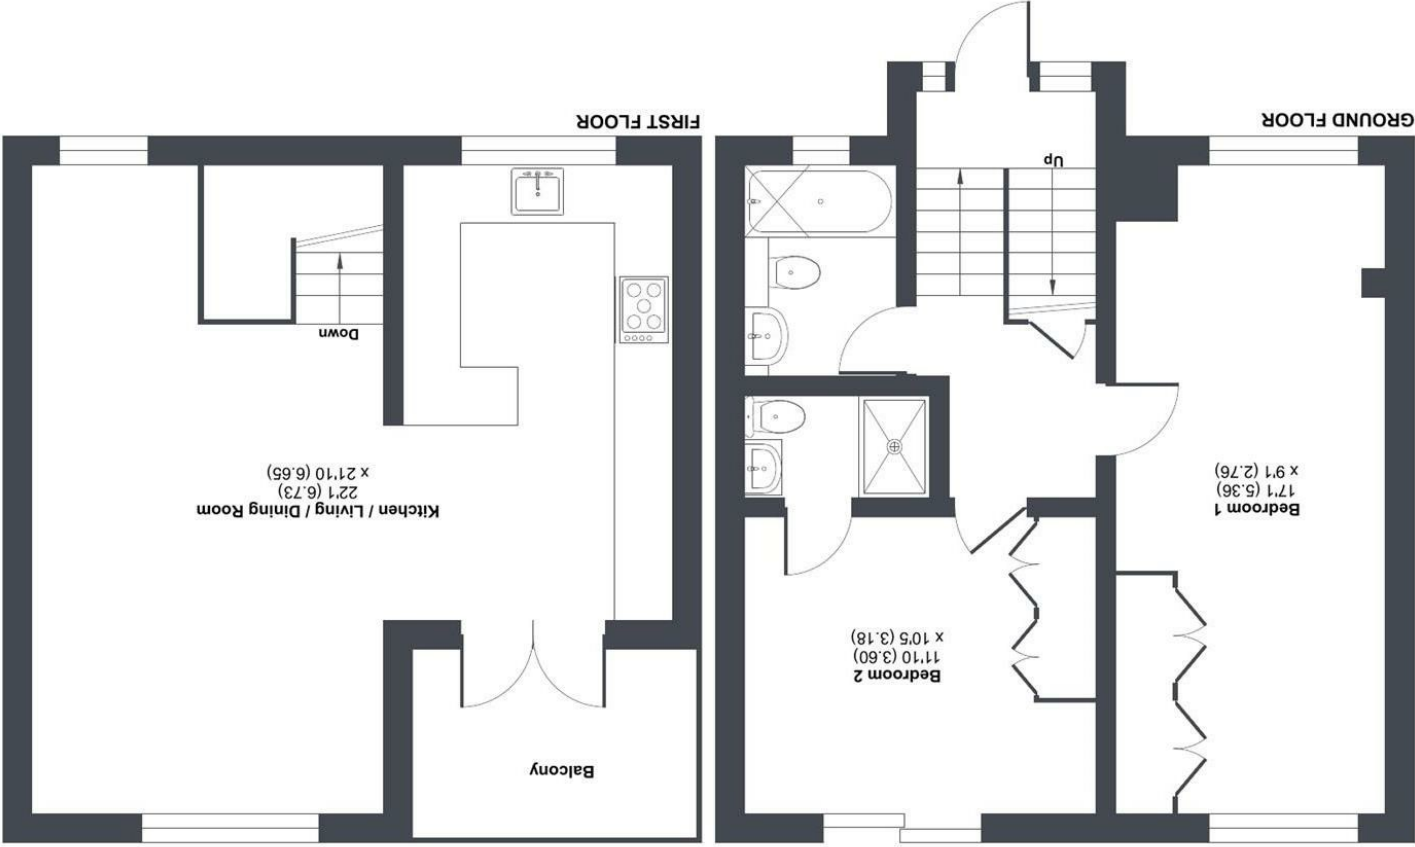 GROUND FLOOR
Bedroom 1
17'1 (5.36)
x 9'1 (2.76)
Bedroom 2
11'10 (3.60)
x 10'5 (3.18)
Up
FIRST FLOOR
Balcony
Kitchen / Living / Dining Room
22'1 (6.73)
x 21'10 (6.65)
Down